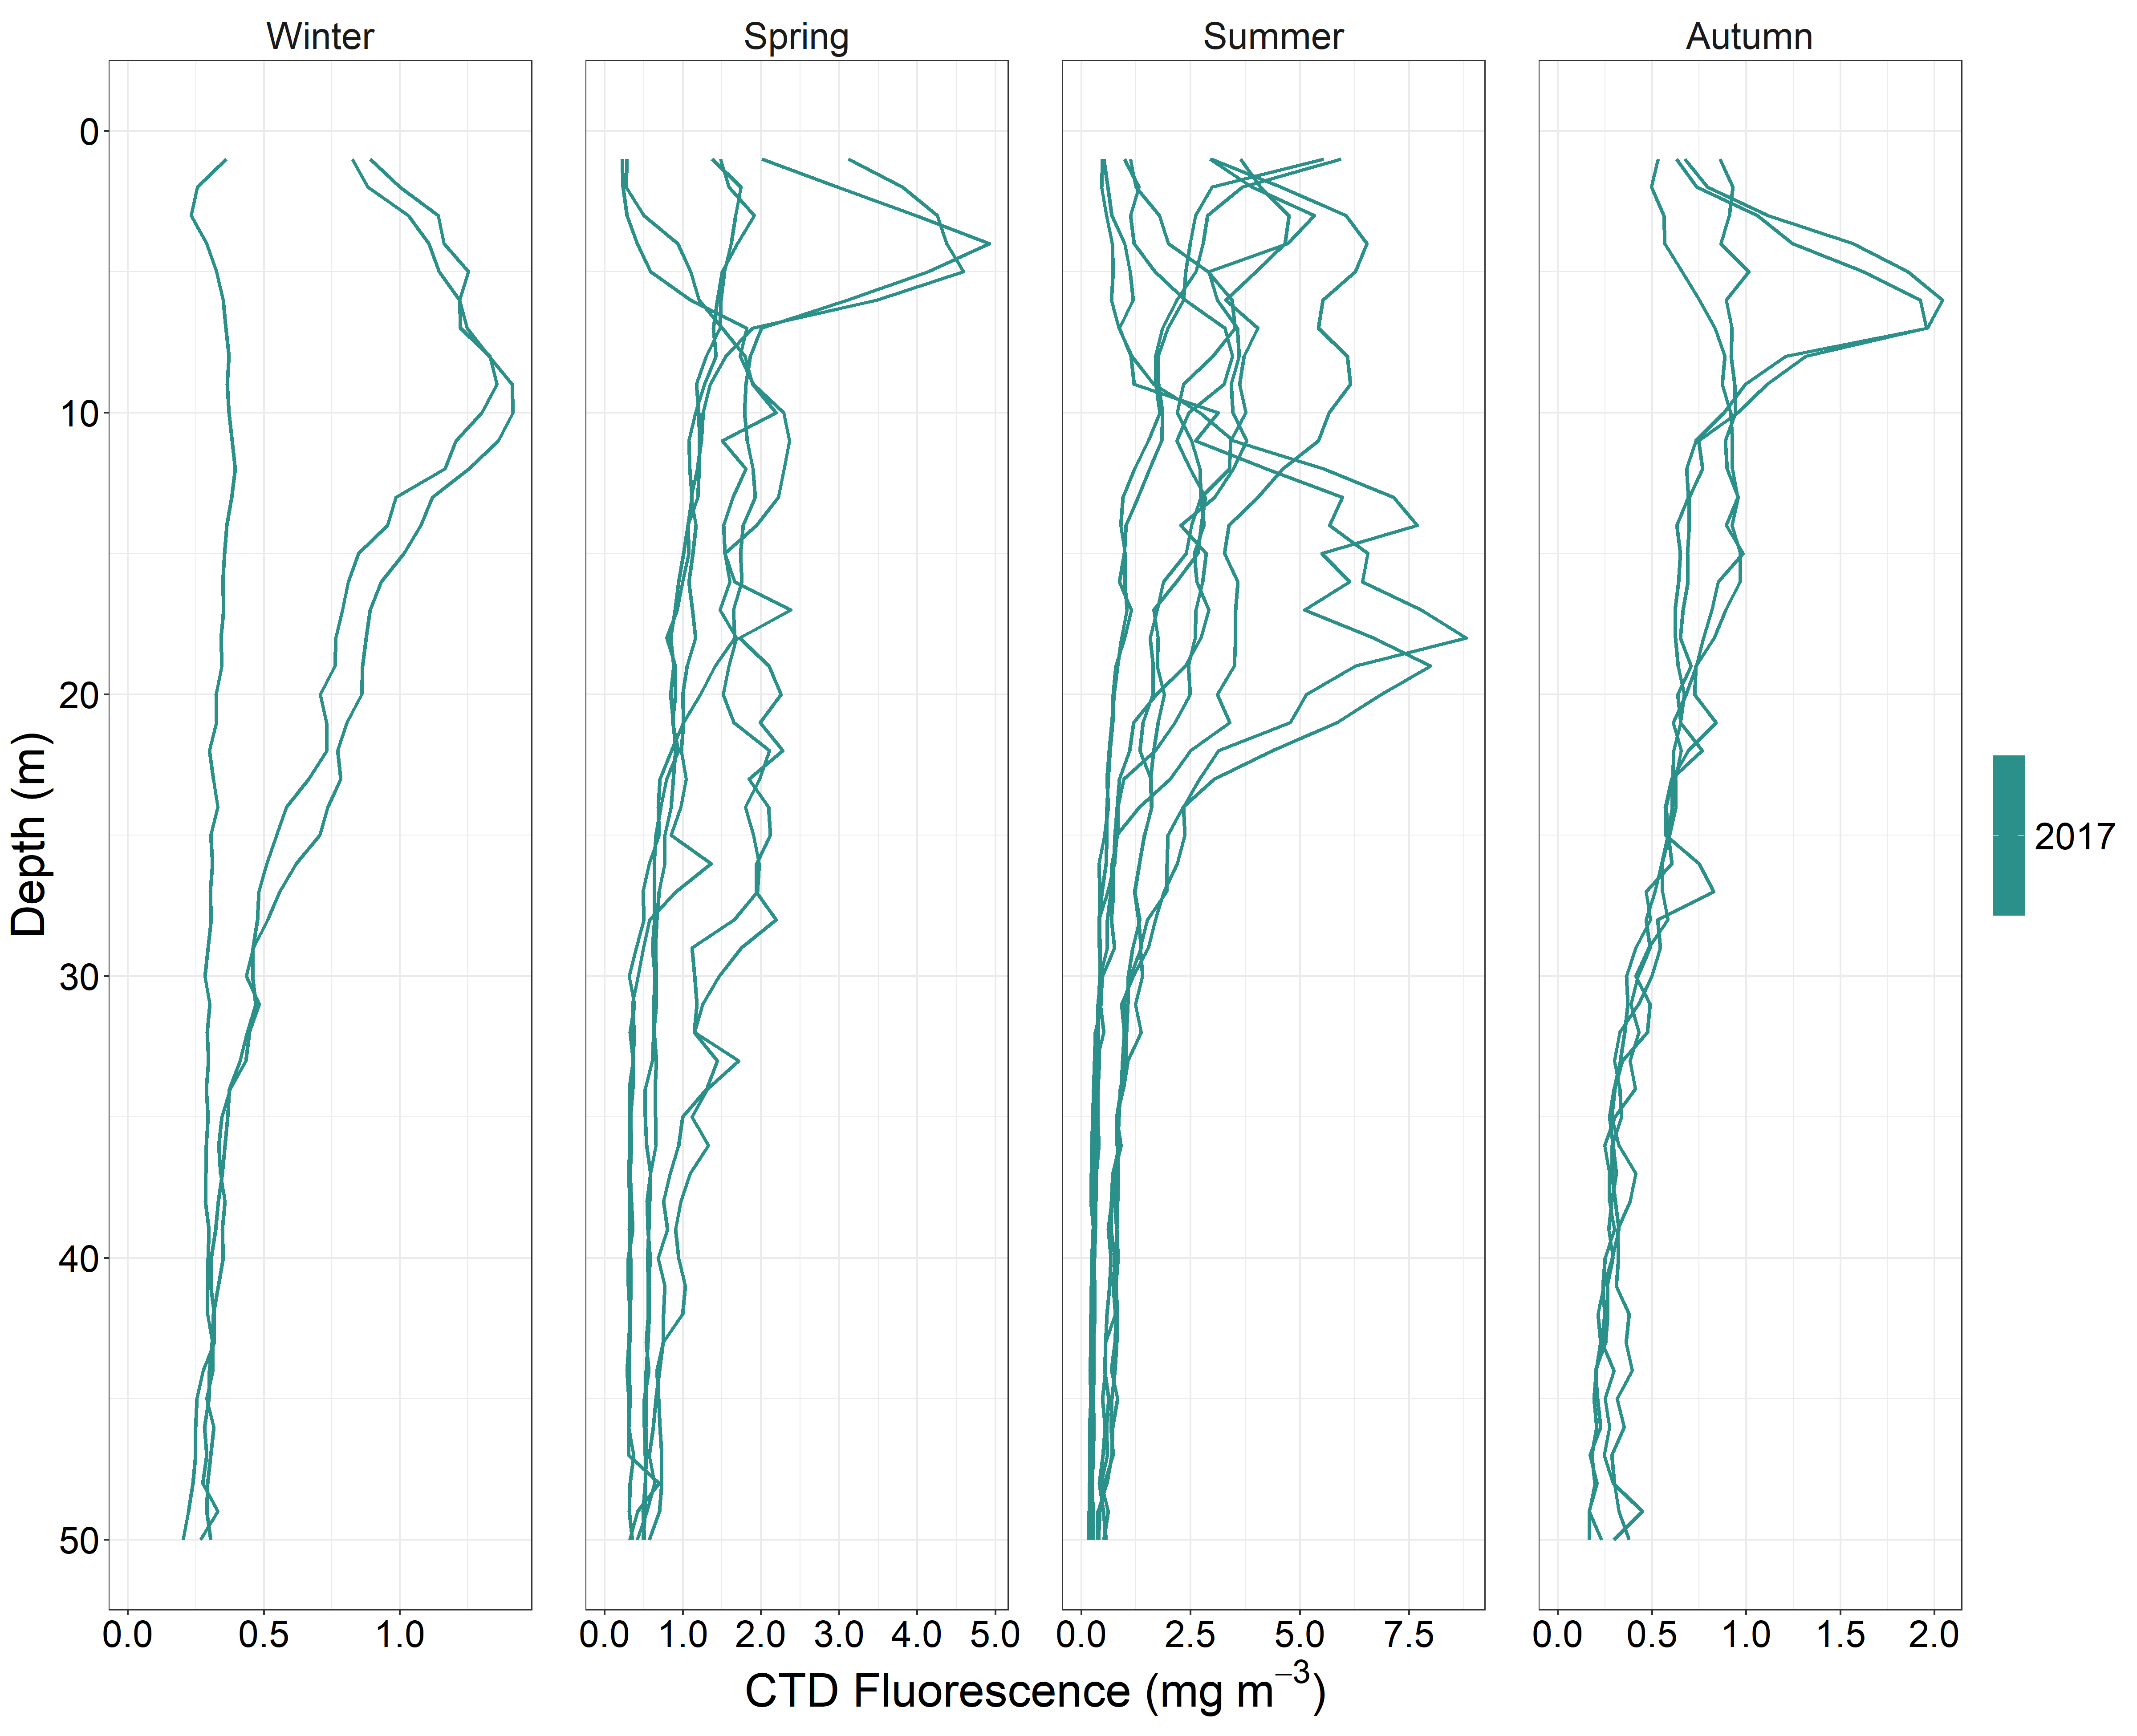 Winter Spring Summer Autumn
0
10
20
30
40
50
Depth (m)
0.0 0.5 1.0
0.0 1.0 2.0 3.0 4.0 5.0
0.0 2.5 5.0 7.5
0.0 0.5 1.0 1.5 2.0
CTD Fluorescence (mg m⁻³)
2017